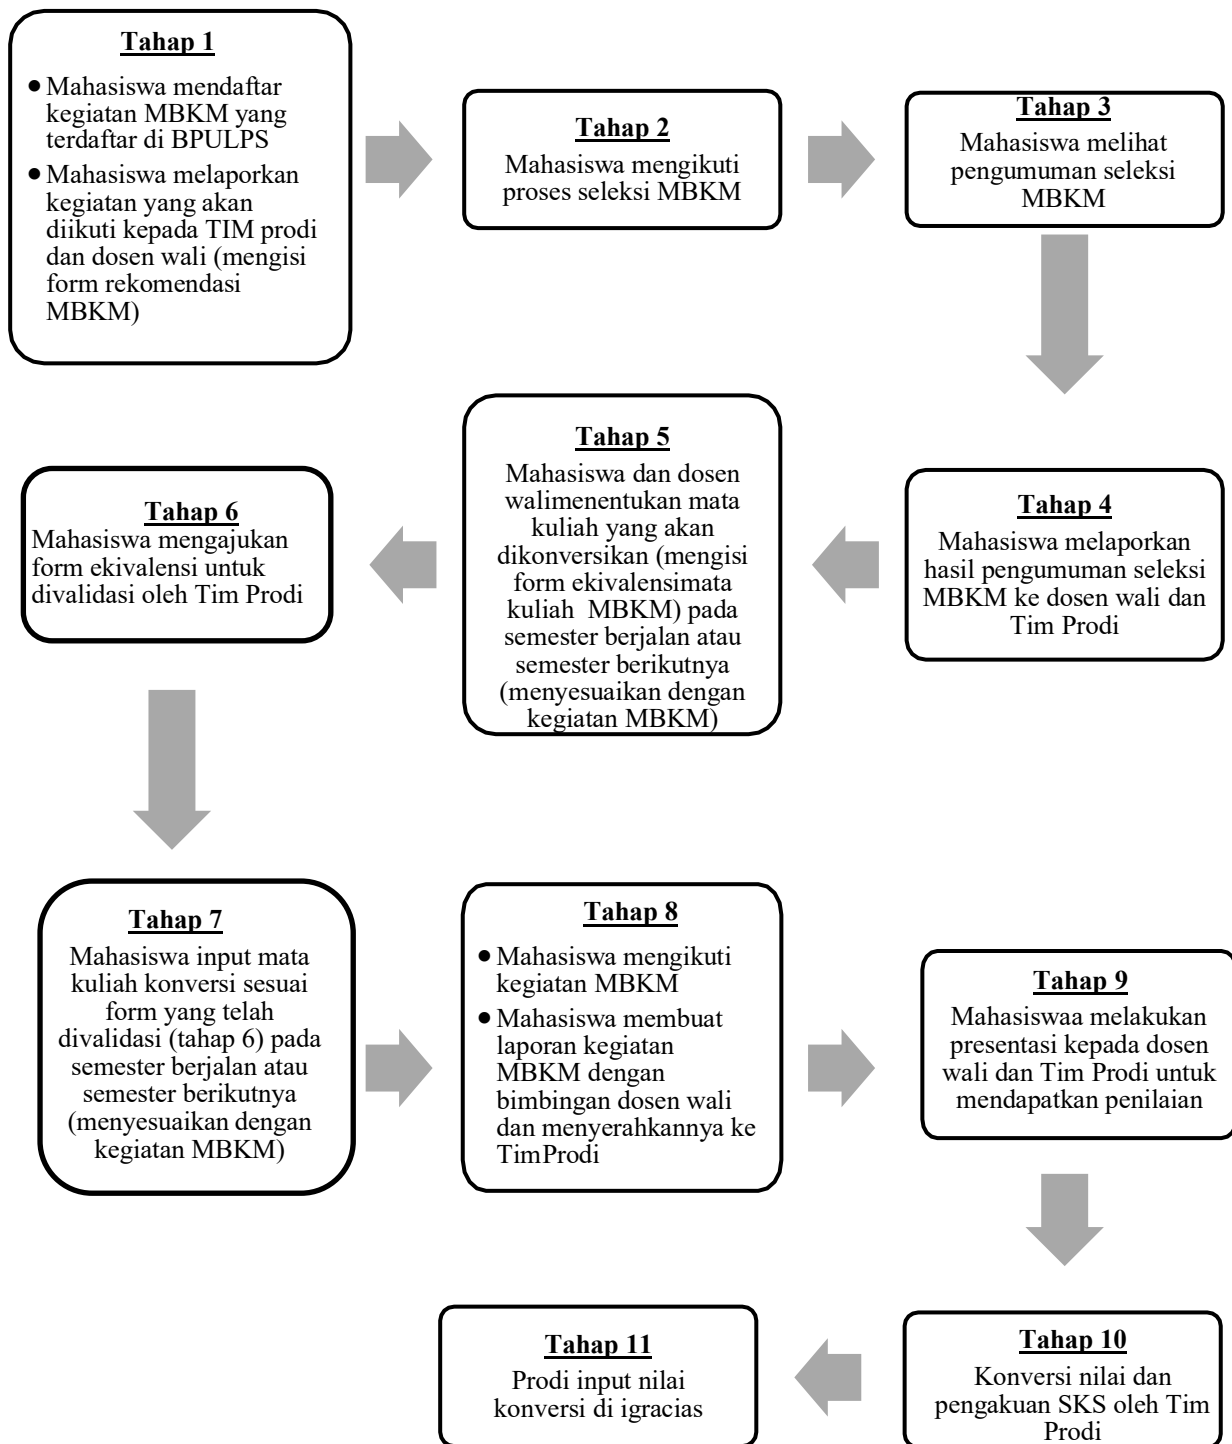 Tahap 1
• Mahasiswa mendaftar
kegiatan MBKM yang
terdaftar di BPULPS
• Mahasiswa melaporkan
kegiatan yang akan
diikuti kepada TIM prodi
dan dosen wali (mengisi
form rekomendasi
MBKM)
Tahap 2
Mahasiswa mengikuti
proses seleksi MBKM
Tahap 3
Mahasiswa melihat
pengumuman seleksi
MBKM
Tahap 4
Mahasiswa melaporkan
hasil pengumuman seleksi
MBKM ke dosen wali dan
Tim Prodi
Tahap 5
Mahasiswa dan dosen
walimenentukan mata
kuliah yang akan
dikonversikan (mengisi
form ekivalensimata
kuliah MBKM) pada
semester berjalan atau
semester berikutnya
(menyesuaikan dengan
kegiatan MBKM)
Tahap 6
Mahasiswa mengajukan
form ekivalensi untuk
divalidasi oleh Tim Prodi
Tahap 7
Mahasiswa input mata
kuliah konversi sesuai
form yang telah
divalidasi (tahap 6) pada
semester berjalan atau
semester berikutnya
(menyesuaikan dengan
kegiatan MBKM)
Tahap 8
• Mahasiswa mengikuti
kegiatan MBKM
• Mahasiswa membuat
laporan kegiatan
MBKM dengan
bimbingan dosen wali
dan menyerahkannya ke
TimProdi
Tahap 9
Mahasiswaa melakukan
presentasi kepada dosen
wali dan Tim Prodi untuk
mendapatkan penilaian
Tahap 10
Konversi nilai dan
pengakuan SKS oleh Tim
Prodi
Tahap 11
Prodi input nilai
konversi di igracias